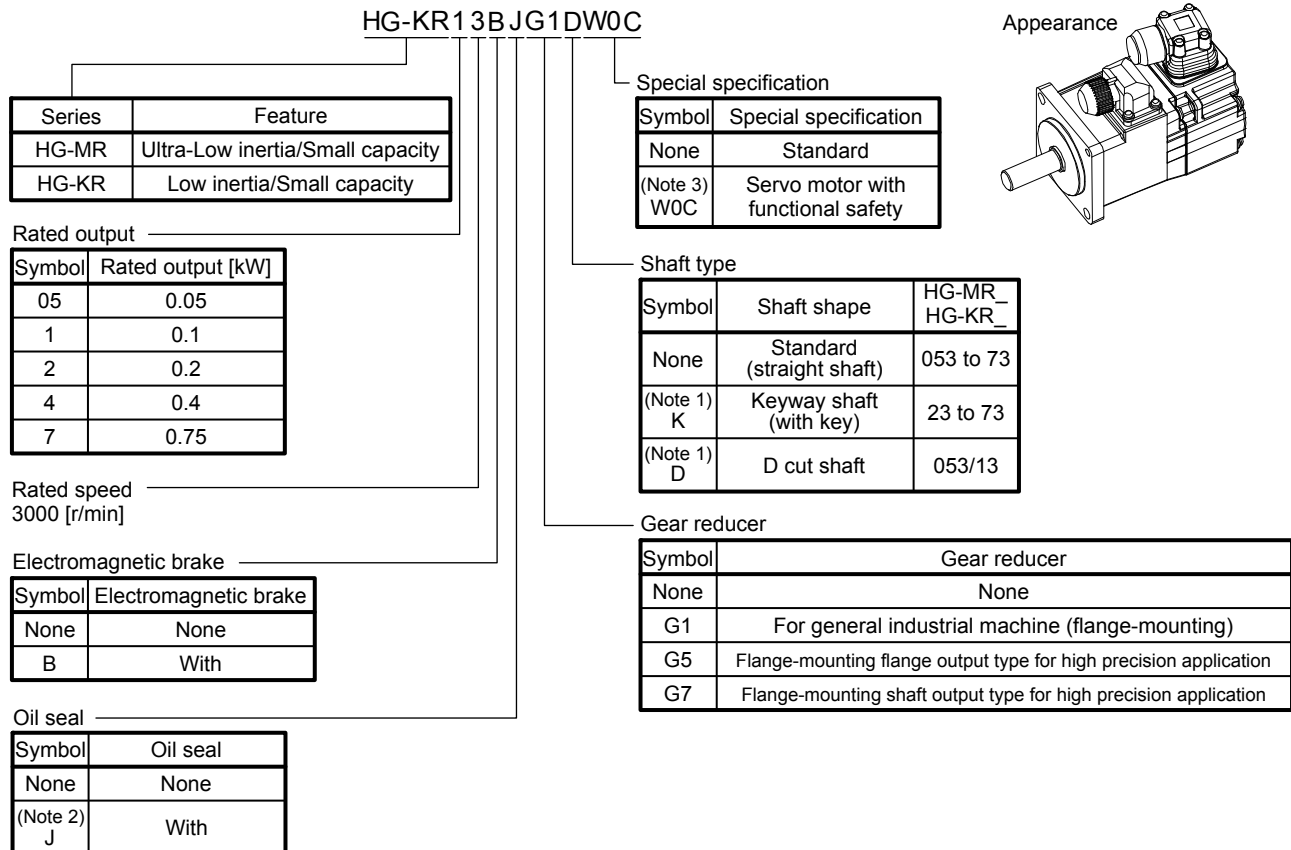 HG-KR13BJG1DW0C
Appearance
Series Feature
HG-MR Ultra-Low inertia/Small capacity
HG-KR Low inertia/Small capacity
Rated output
Symbol Rated output [kW]
05 0.05
1 0.1
2 0.2
4 0.4
7 0.75
Rated speed
3000 [r/min]
Electromagnetic brake
Symbol Electromagnetic brake
None None
B With
Oil seal
Symbol Oil seal
None None
(Note 2)
J With
Special specification
Symbol Special specification
None Standard
(Note 3) Servo motor with
W0C functional safety
Shaft type
Symbol Shaft shape HG-MR_
HG-KR_
None Standard
(straight shaft) 053 to 73
(Note 1) Keyway shaft
K (with key) 23 to 73
(Note 1)
D D cut shaft 053/13
Gear reducer
Symbol Gear reducer
None None
G1 For general industrial machine (flange-mounting)
G5 Flange-mounting flange output type for high precision application
G7 Flange-mounting shaft output type for high precision application